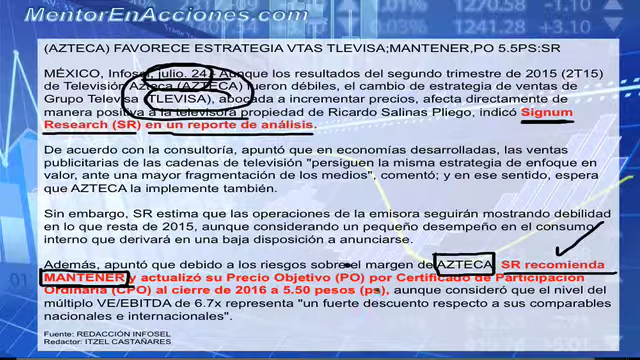 MentorEnAcciones.com
1270.58 -1.10
1241.28 +3.10
(AZTECA) FAVORECE ESTRATEGIA VTAS TLEVISA;MANTENER,PO 5.5PS:SR
MÉXICO, Infosel, julio. 24.- Aunque los resultados del segundo trimestre de 2015 (2T15)
de Televisión Azteca (AZTECA) fueron débiles, el cambio de estrategia de ventas de
Grupo Televisa (TLEVISA), abocada a incrementar precios, afecta directamente de
manera positiva a la televisora propiedad de Ricardo Salinas Pliego, indicó Signum
Research (SR) en un reporte de análisis.
De acuerdo con la consultoría, apuntó que en economías desarrolladas, las ventas
publicitarias de las cadenas de televisión "persiguen la misma estrategia de enfoque en
valor, ante una mayor fragmentación de los medios", comentó; y en ese sentido, espera
que AZTECA la implemente también.
Sin embargo, SR estima que las operaciones de la emisora seguirán mostrando debilidad
en lo que resta de 2015, aunque considerando un pequeño desempeño en el consumo
interno que derivará en una baja disposición a anunciarse.
Además, apuntó que debido a los riesgos sobre el margen de AZTECA, SR recomienda
MANTENER y actualizó su Precio Objetivo (PO) por Certificado de Participación
Ordinaria (CPO) al cierre de 2016 a 5.50 pesos (ps), aunque consideró que el nivel del
múltiplo VE/EBITDA de 6.7x representa "un fuerte descuento respecto a sus comparables
nacionales e internacionales".
Fuente: REDACCIÓN INFOSEL
Redactor: ITZEL CASTAÑARES